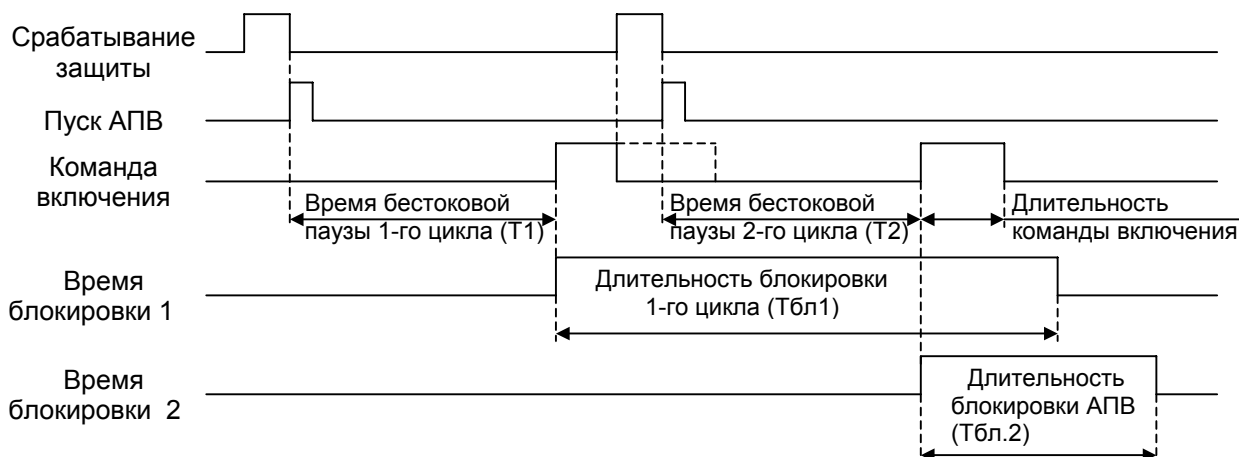 Срабатывание
защиты
Пуск АПВ
Команда
включения
Время бестоковой
паузы 1-го цикла (Т1)
Время бестоковой
паузы 2-го цикла (Т2)
Длительность
команды включения
Время
блокировки 1
Длительность блокировки
1-го цикла (Тбл1)
Время
блокировки 2
Длительность
блокировки АПВ
(Тбл.2)